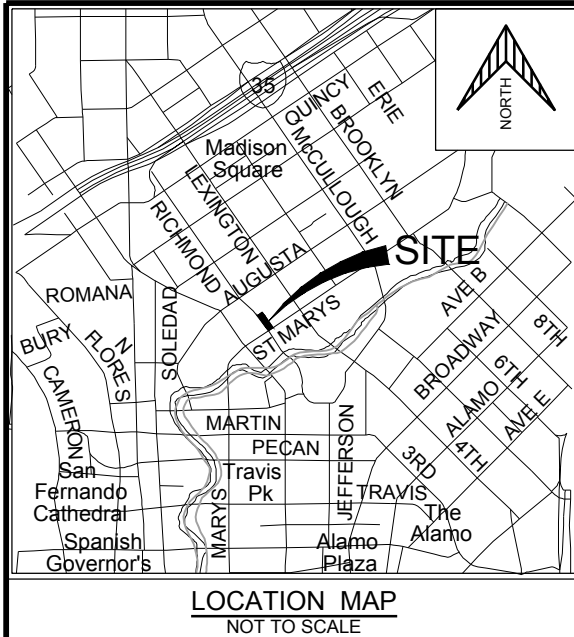 35
QUINCY
ERIE
BROOKLYN
McCULLOUGH
Madison
Square
LEXINGTON
RICHMOND
AUGUSTA
SITE
NORTH
ROMANA
BURY
N
FLORES
SOLEDAD
CAMERON
ST MARYS
AVE B
BROADWAY
8TH
6TH
ALAMO
AVE E
4TH
3RD
MARTIN
PECAN
JEFFERSON
San
Fernando
Cathedral
Travis
Pk
TRAVIS
MARYS
The
Alamo
Spanish
Governor's
Alamo
Plaza
LOCATION MAP
NOT TO SCALE